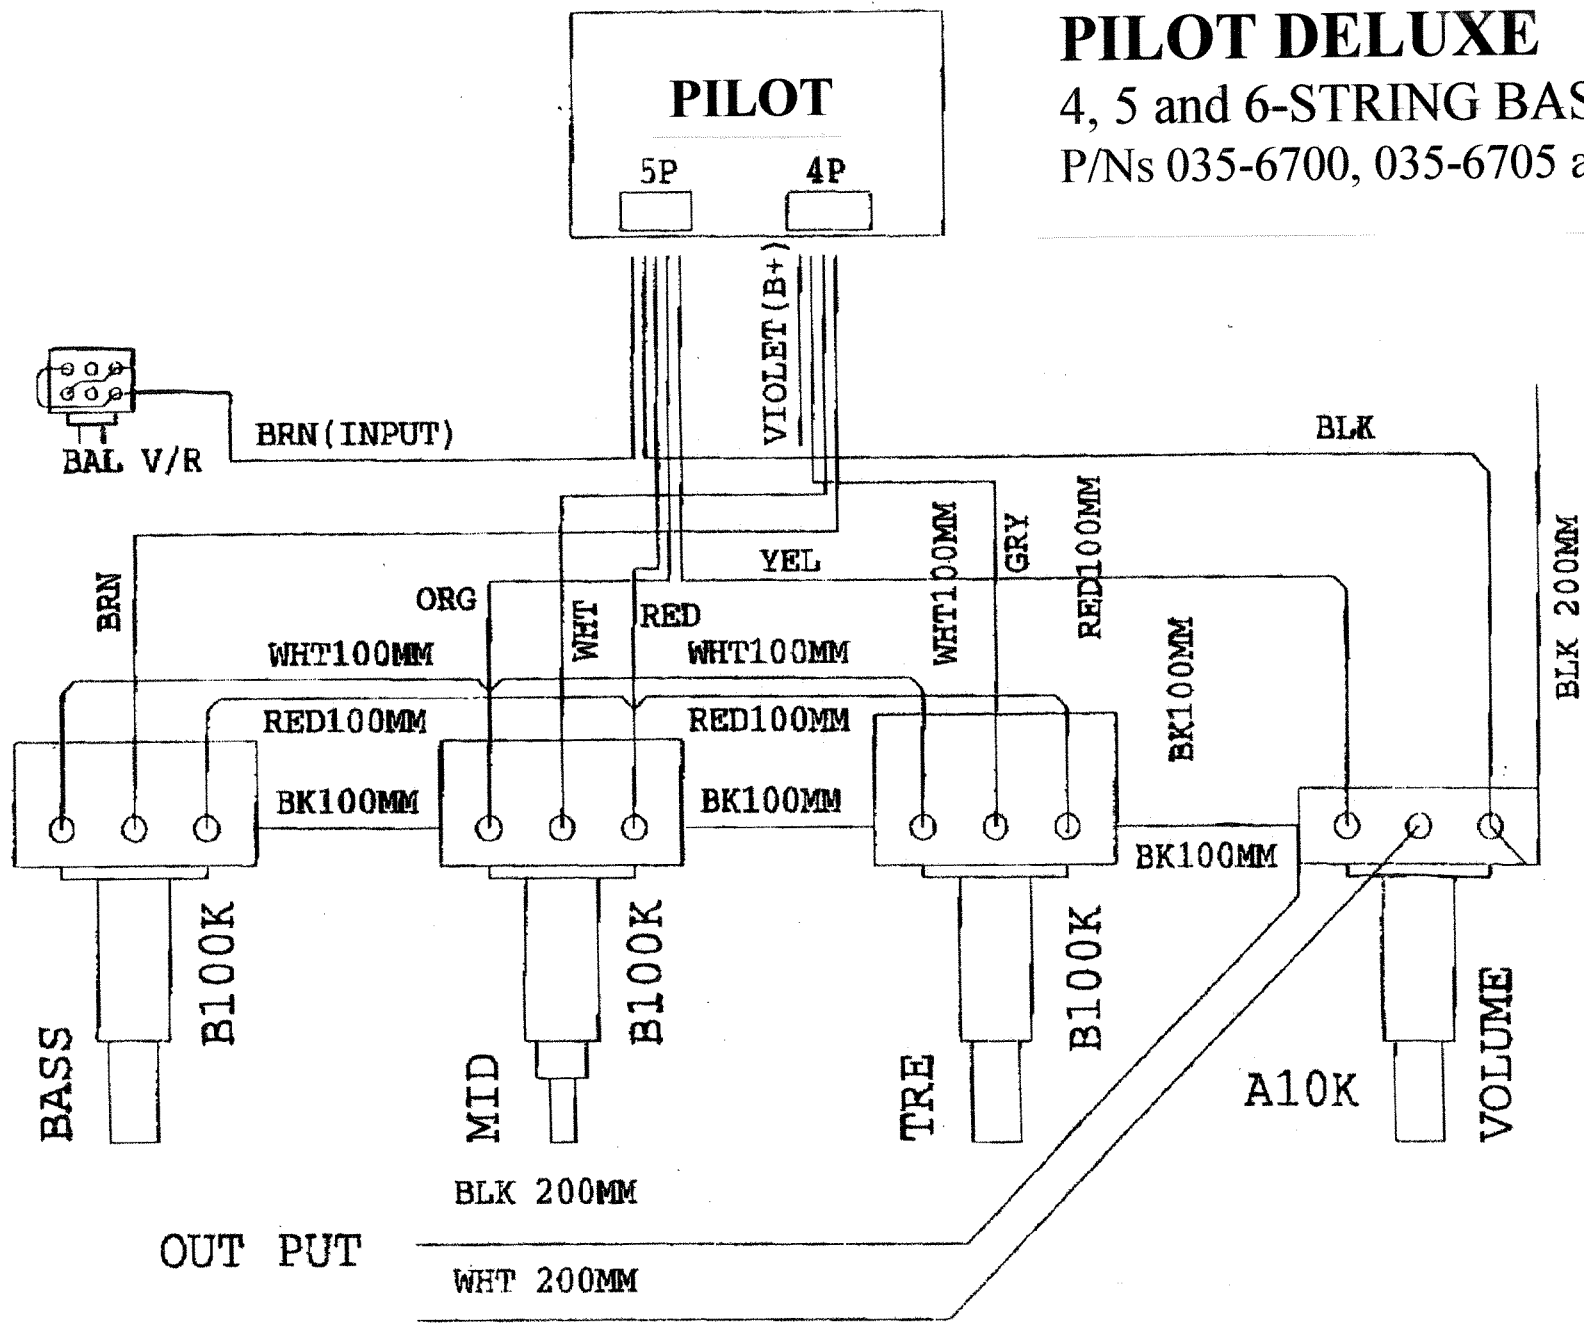 PILOT DELUXE
4, 5 and 6-STRING BAS
P/Ns 035-6700, 035-6705 a
PILOT
5P
4P
VIOLET(B+)
BAL V/R
BRN(INPUT)
BLK
BRN
ORG
WHT
RED
YEL
WHT100MM
GRY
RED100MM
BK100MM
BLK 200MM
WHT100MM
WHT100MM
RED100MM
RED100MM
BK100MM
BK100MM
BK100MM
BASS
B100K
MID
B100K
TRE
B100K
A10K
VOLUME
BLK 200MM
OUT PUT
WHT 200MM